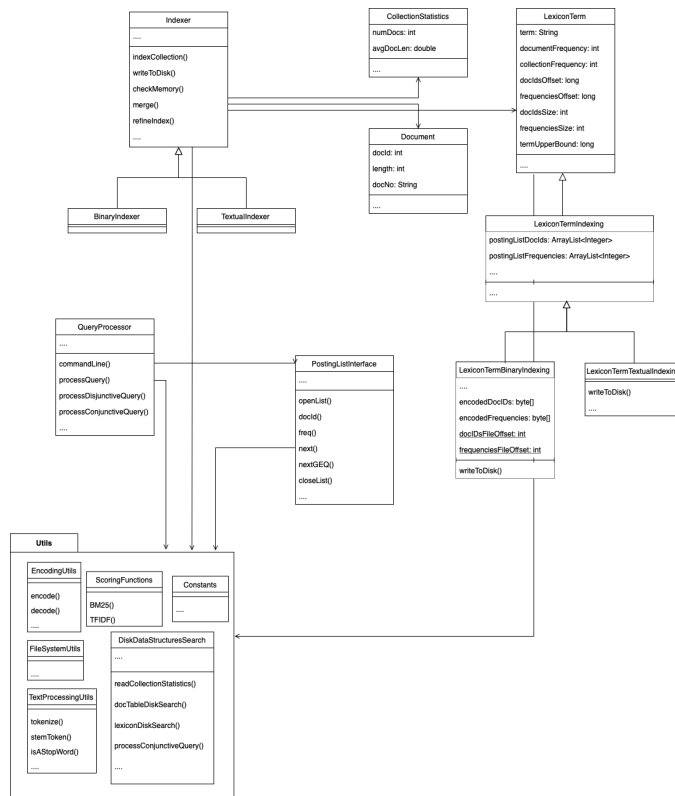 Indexer
....
indexCollection()
writeToDisk()
checkMemory()
merge()
refineIndex()
....
CollectionStatistics
numDocs: int
avgDocLen: double
....
LexiconTerm
term: String
documentFrequency: int
collectionFrequency: int
docIdsOffset: long
frequenciesOffset: long
docIdsSize: int
frequenciesSize: int
termUpperBound: long
....
Document
docId: int
length: int
docNo: String
....
BinaryIndexer
TextualIndexer
LexiconTermIndexing
postingListDocIds: ArrayList<Integer>
postingListFrequencies: ArrayList<Integer>
....
....
QueryProcessor
....
commandLine()
processQuery()
processDisjunctiveQuery()
processConjunctiveQuery()
....
PostingListInterface
....
openList()
docId()
freq()
next()
nextGEQ()
closeList()
....
LexiconTermBinaryIndexing
....
encodedDocIDs: byte[]
encodedFrequencies: byte[]
docIDsFileOffset: int
frequenciesFileOffset: int
writeToDisk()
LexiconTermTextualIndexing
writeToDisk()
....
Utils
EncodingUtils
encode()
decode()
....
ScoringFunctions
BM25()
TFIDF()
Constants
....
FileSystemUtils
....
DiskDataStructuresSearch
....
readCollectionStatistics()
docTableDiskSearch()
lexiconDiskSearch()
processConjunctiveQuery()
....
TextProcessingUtils
tokenize()
stemToken()
isAStopWord()
....